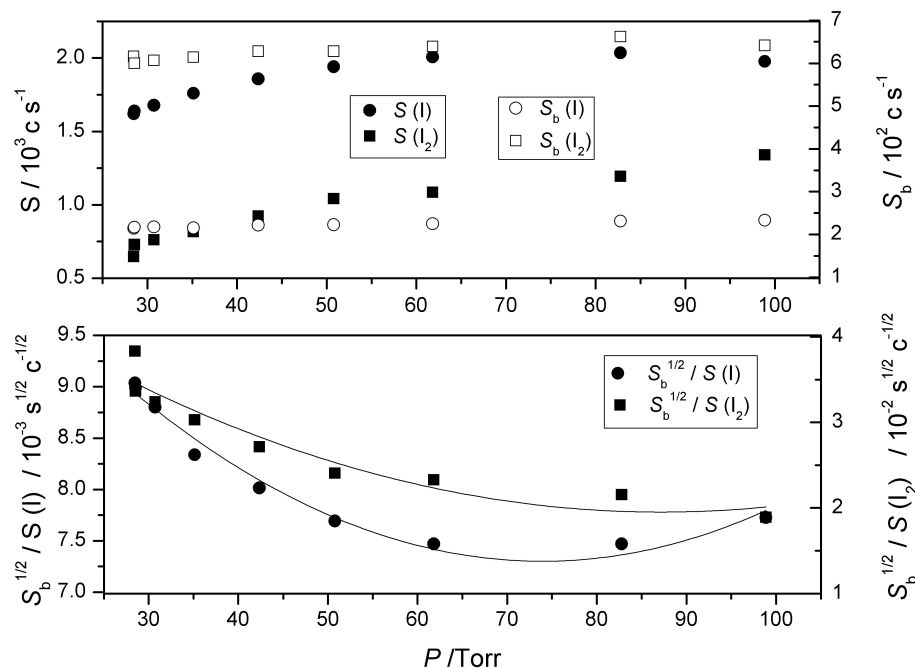 S / 10³ c s⁻¹
2.0
1.5
1.0
0.5
S (I)
S (I₂)
S_b (I)
S_b (I₂)
7
6
5
4
3
2
1
S_b / 10² c s⁻¹
30 40 50 60 70 80 90 100
S_b^1/2 / S (I) / 10⁻³ s^1/2 c^-1/2
9.5
9.0
8.5
8.0
7.5
7.0
S_b^1/2 / S (I)
S_b^1/2 / S (I₂)
4
3
2
1
S_b^1/2 / S (I₂) / 10⁻² s^1/2 c^-1/2
30 40 50 60 70 80 90 100
P /Torr